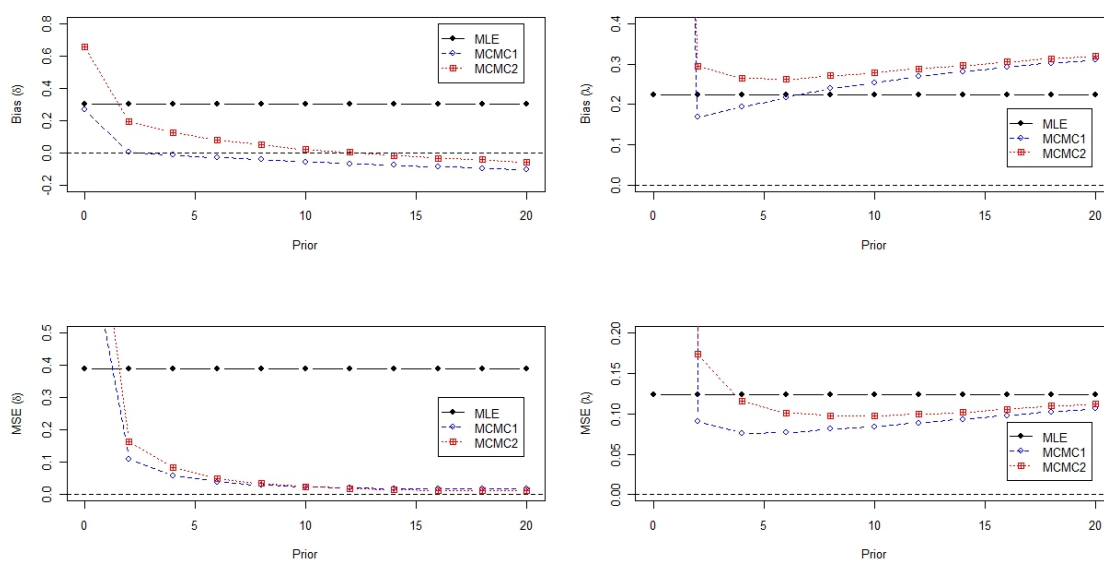 Bias (δ)
0.8
0.6
0.4
0.2
0.0
-0.2
MLE
MCMC1
MCMC2
0 5 10 15 20
Prior
Bias (λ)
0.4
0.3
0.2
0.1
0.0
MLE
MCMC1
MCMC2
0 5 10 15 20
Prior
MSE (δ)
0.5
0.4
0.3
0.2
0.1
0.0
MLE
MCMC1
MCMC2
0 5 10 15 20
Prior
MSE (λ)
0.20
0.15
0.10
0.05
0.00
MLE
MCMC1
MCMC2
0 5 10 15 20
Prior